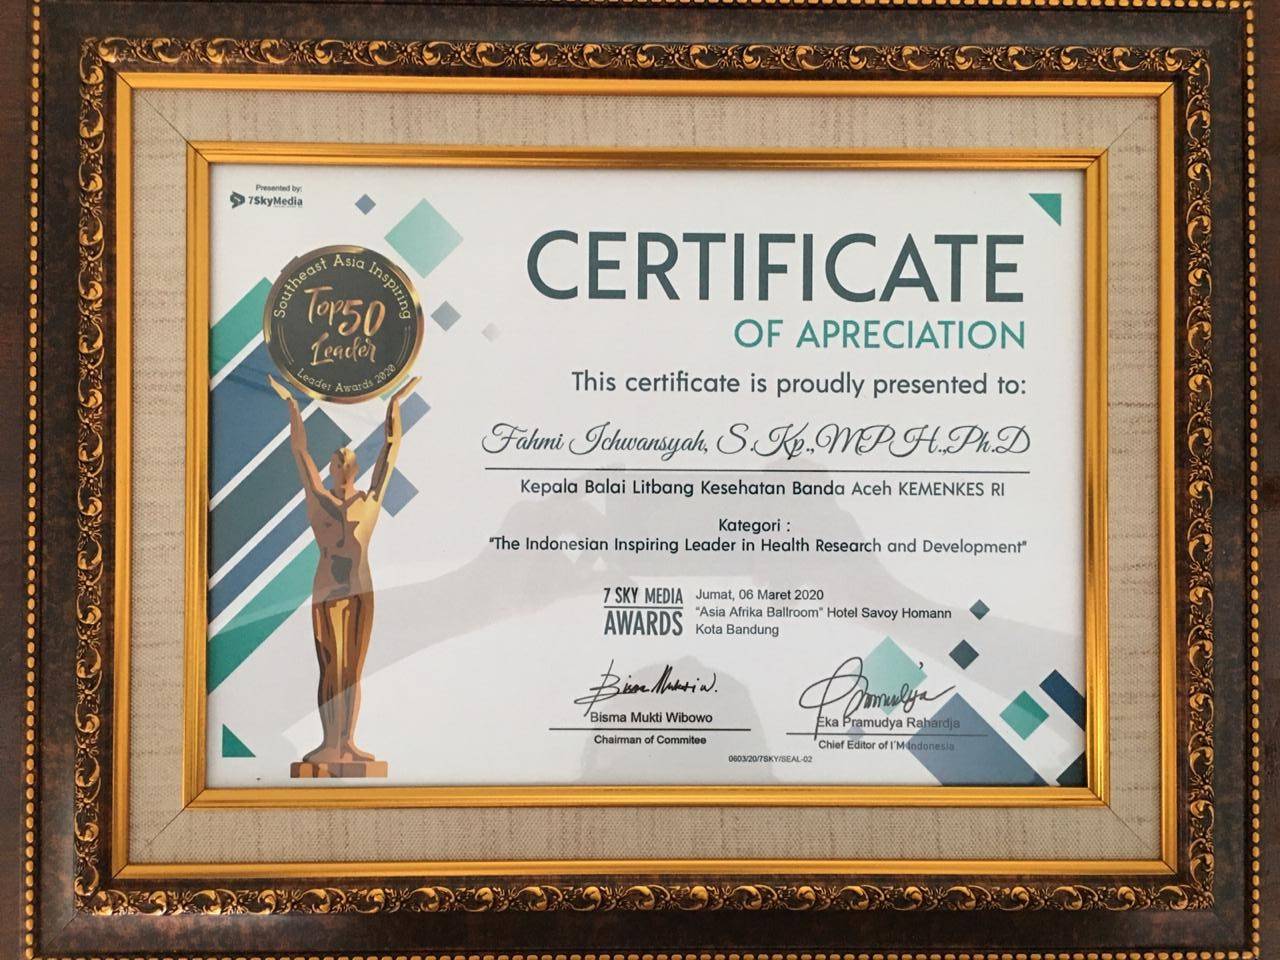 Presented by:
7SkyMedia
Southeast Asia Inspiring
Top 50
Leader
Leader Awards 2020
CERTIFICATE
OF APRECIATION
This certificate is proudly presented to:
Fahmi Ichwansyah, S.Kp.,MPH.,Ph.D
Kepala Balai Litbang Kesehatan Banda Aceh KEMENKES RI
Kategori :
"The Indonesian Inspiring Leader in Health Research and Development"
7 SKY MEDIA
AWARDS
Jumat, 06 Maret 2020
"Asia Afrika Ballroom" Hotel Savoy Homann
Kota Bandung
Bisma Mukti W.
Bisma Mukti Wibowo
Chairman of Commitee
Pramudya
Eka Pramudya Rahardja
Chief Editor of I'M Indonesia
0603/20/7SKY/SEAL-02